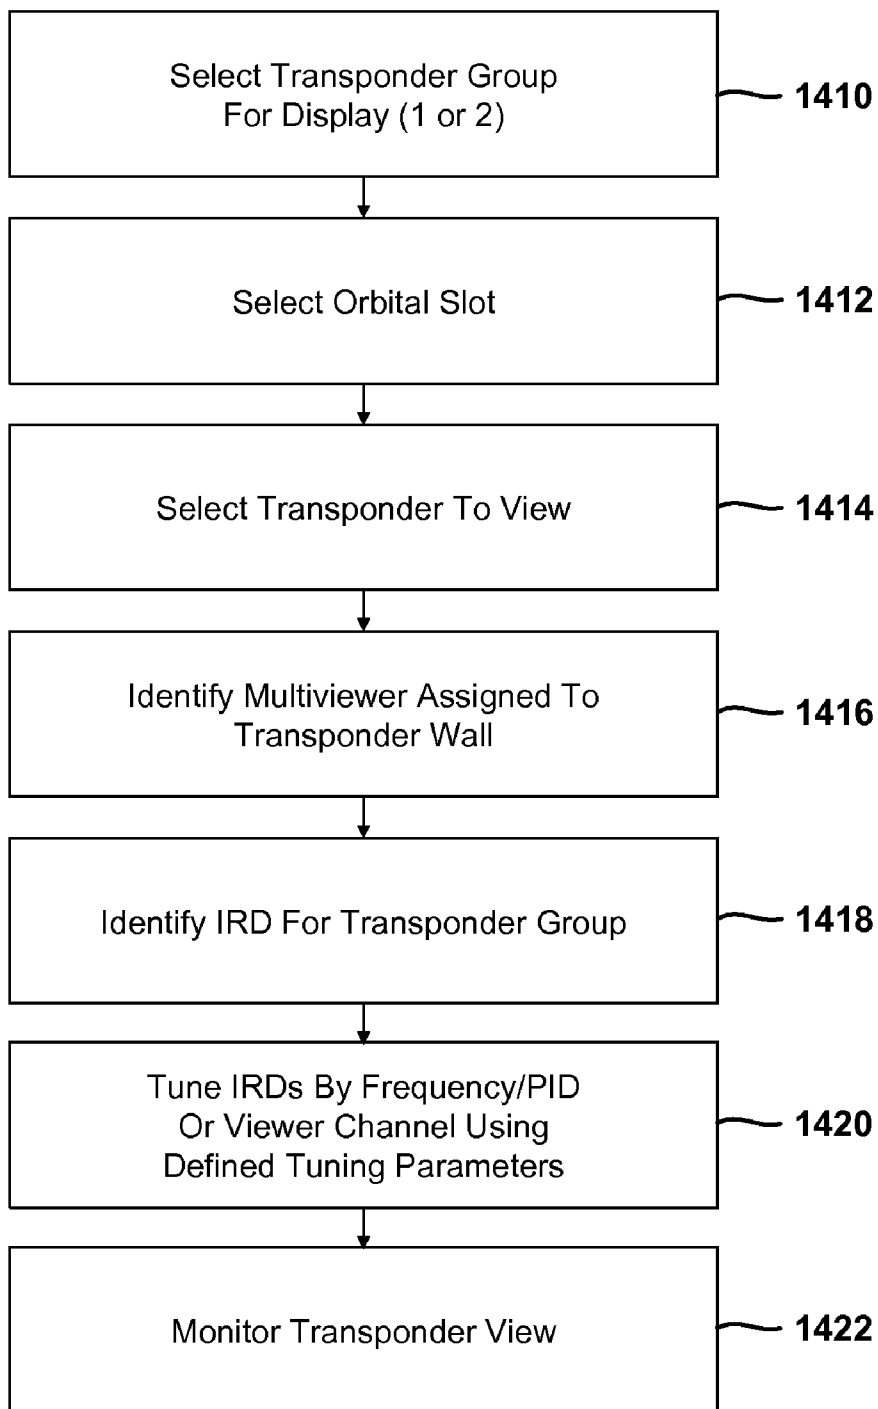 Select Transponder Group
For Display (1 or 2)
1410
Select Orbital Slot
1412
Select Transponder To View
1414
Identify Multiviewer Assigned To
Transponder Wall
1416
Identify IRD For Transponder Group
1418
Tune IRDs By Frequency/PID
Or Viewer Channel Using
Defined Tuning Parameters
1420
Monitor Transponder View
1422